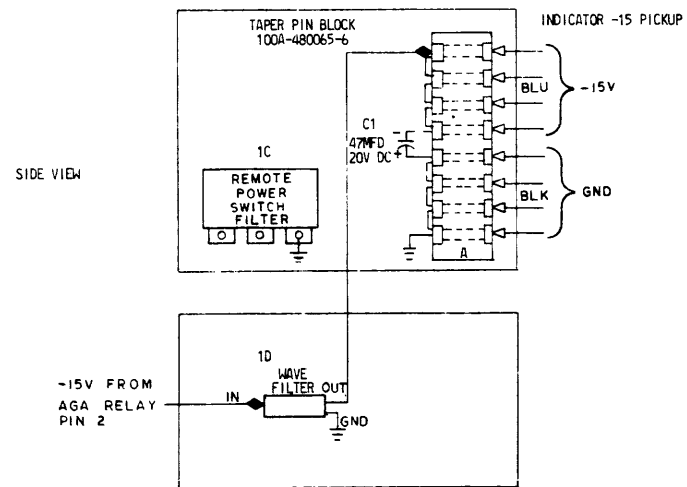 TAPER PIN BLOCK
100A-480065-6
INDICATOR -15 PICKUP
BLU
-15V
C1
47MFD
20V DC
-
+
1C
SIDE VIEW
REMOTE
POWER
SWITCH
FILTER
BLK
GND
A
1D
WAVE
FILTER OUT
-15V FROM
AGA RELAY
PIN 2
IN
GND